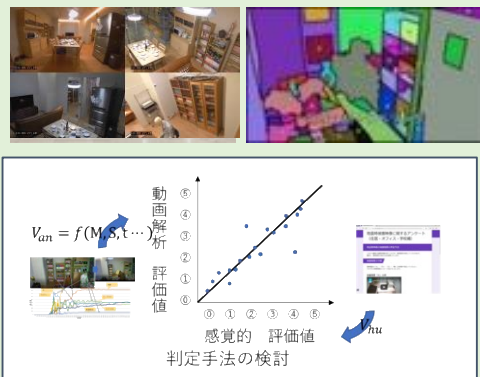 動画解析 評価値
⑤
④
③
②
①
⓪
V_an = f(M,S,t⋯)
⓪ ① ② ③ ④ ⑤
感覚的 評価値
V_hu
判定手法の検討